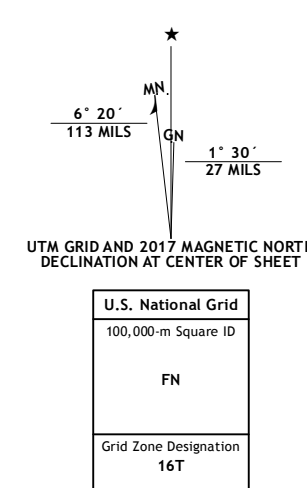 ★
MN
GN
6° 20´
113 MILS
1° 30´
27 MILS
UTM GRID AND 2017 MAGNETIC NORTH
DECLINATION AT CENTER OF SHEET
U.S. National Grid
100,000-m Square ID
FN
Grid Zone Designation
16T